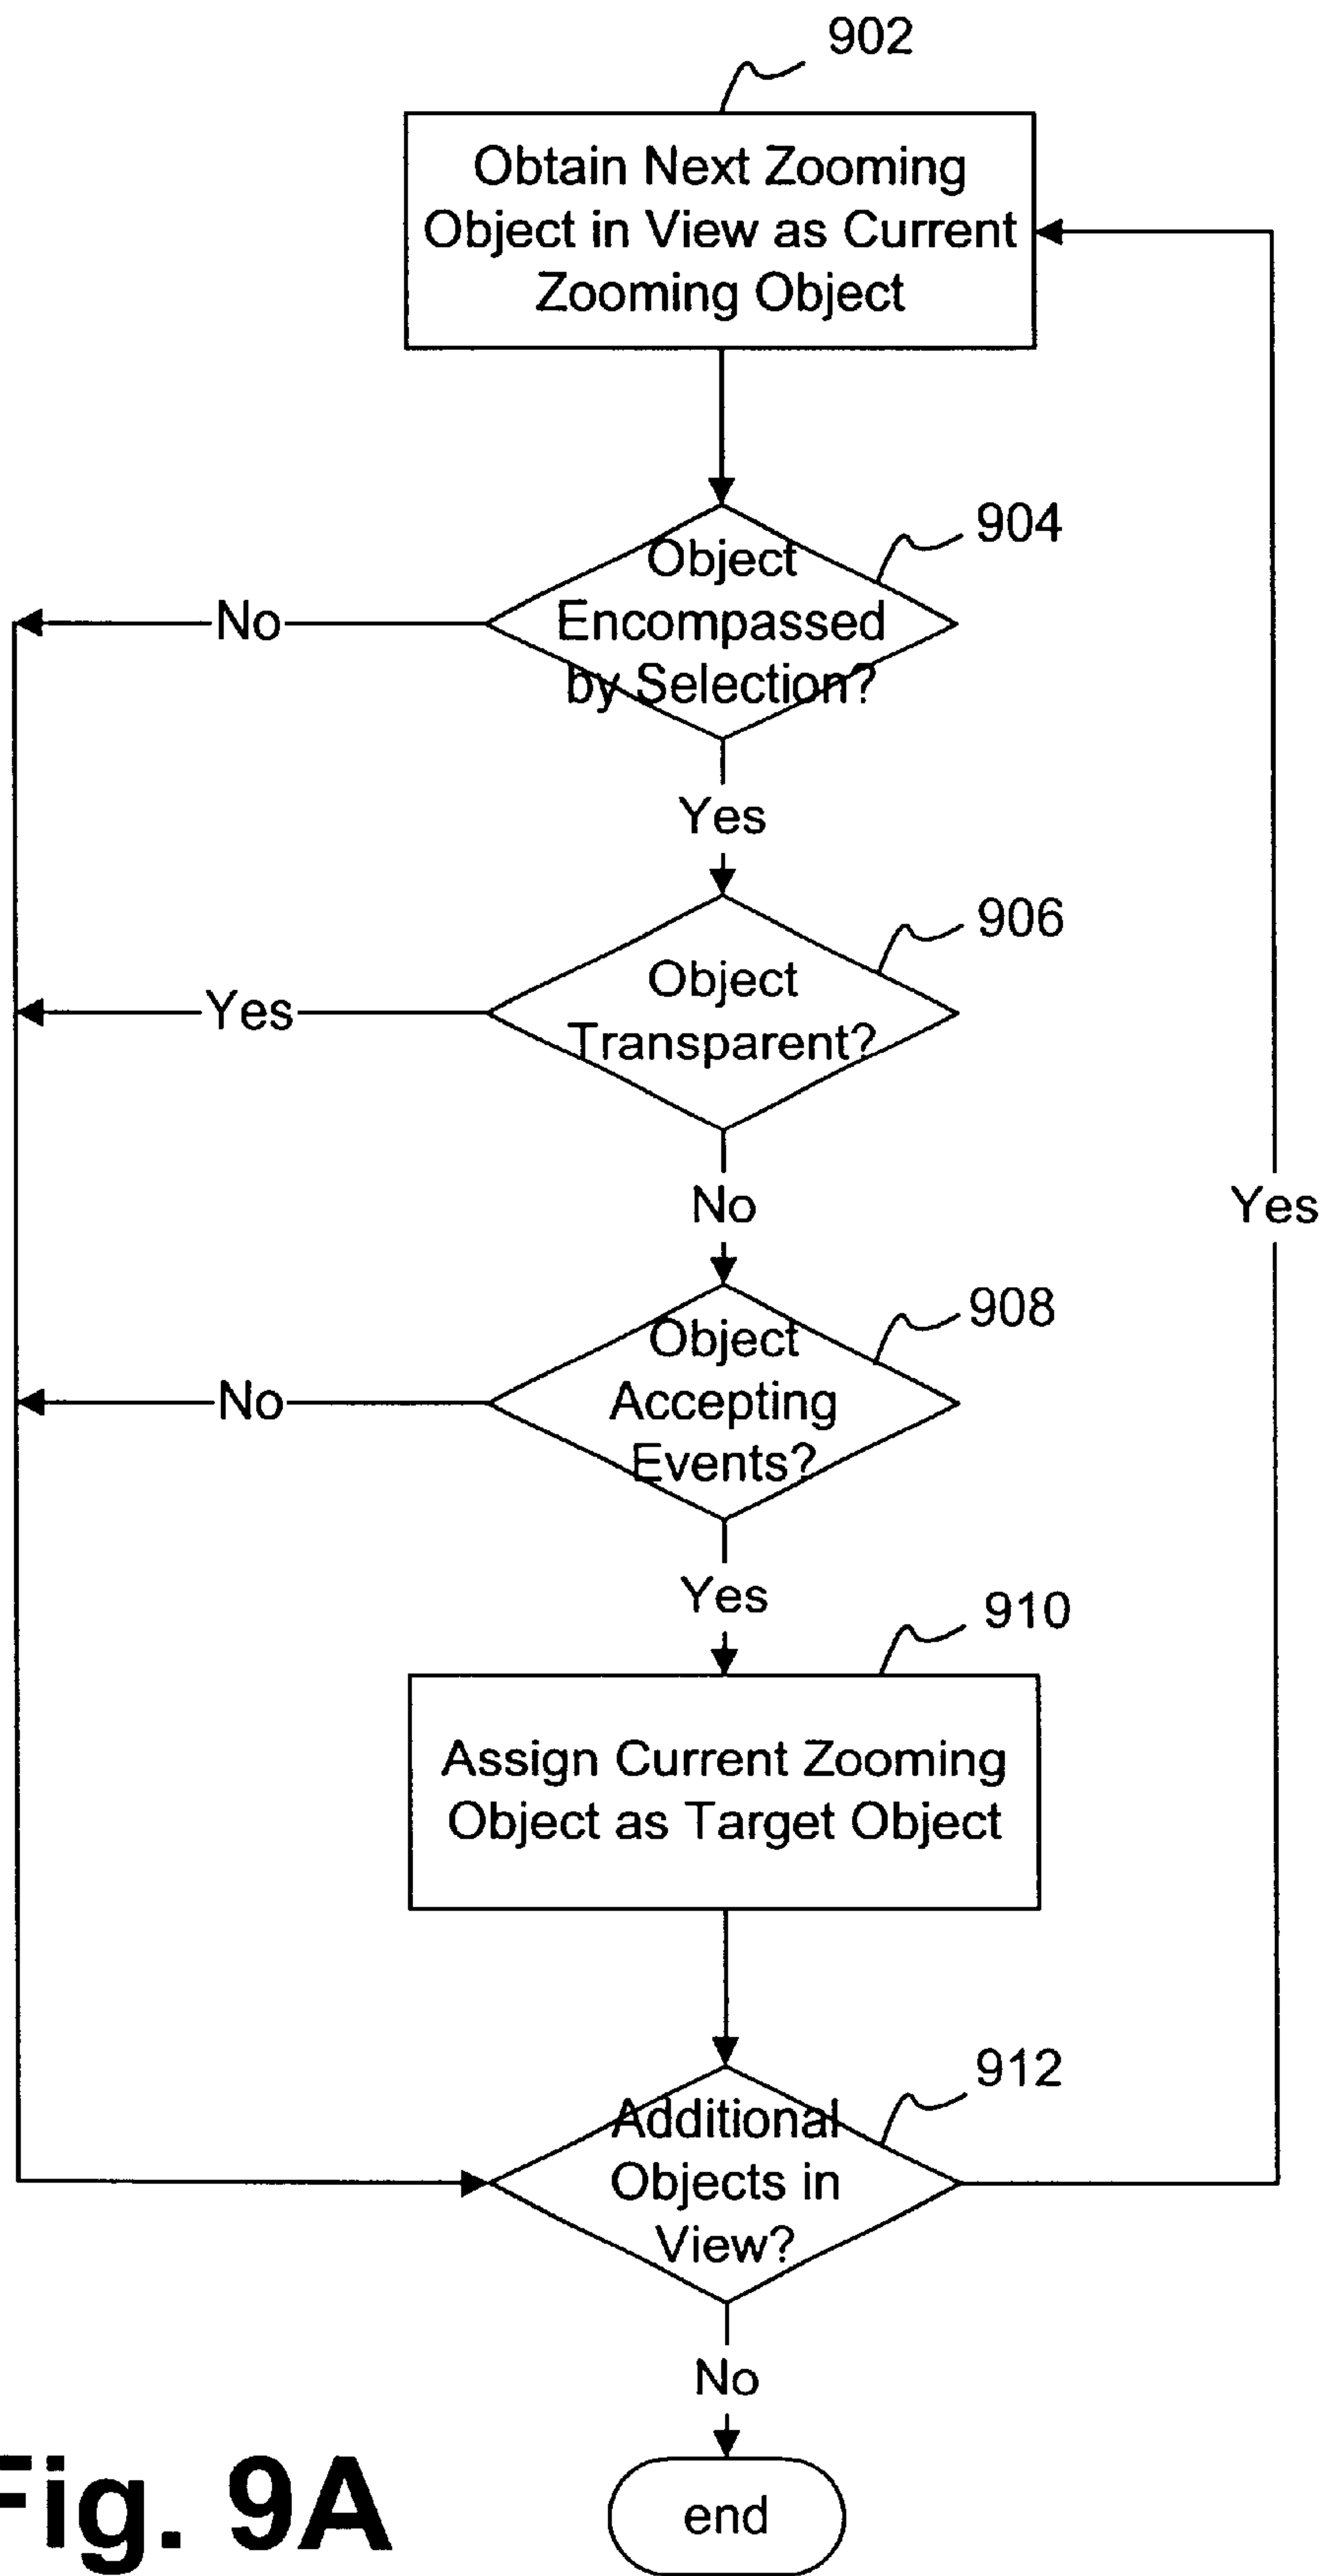 902
Obtain Next Zooming
Object in View as Current
Zooming Object
904
Object
Encompassed
by Selection?
No
Yes
906
Object
Transparent?
Yes
No
Yes
908
Object
Accepting
Events?
No
Yes
910
Assign Current Zooming
Object as Target Object
912
Additional
Objects in
View?
No
end
Fig. 9A